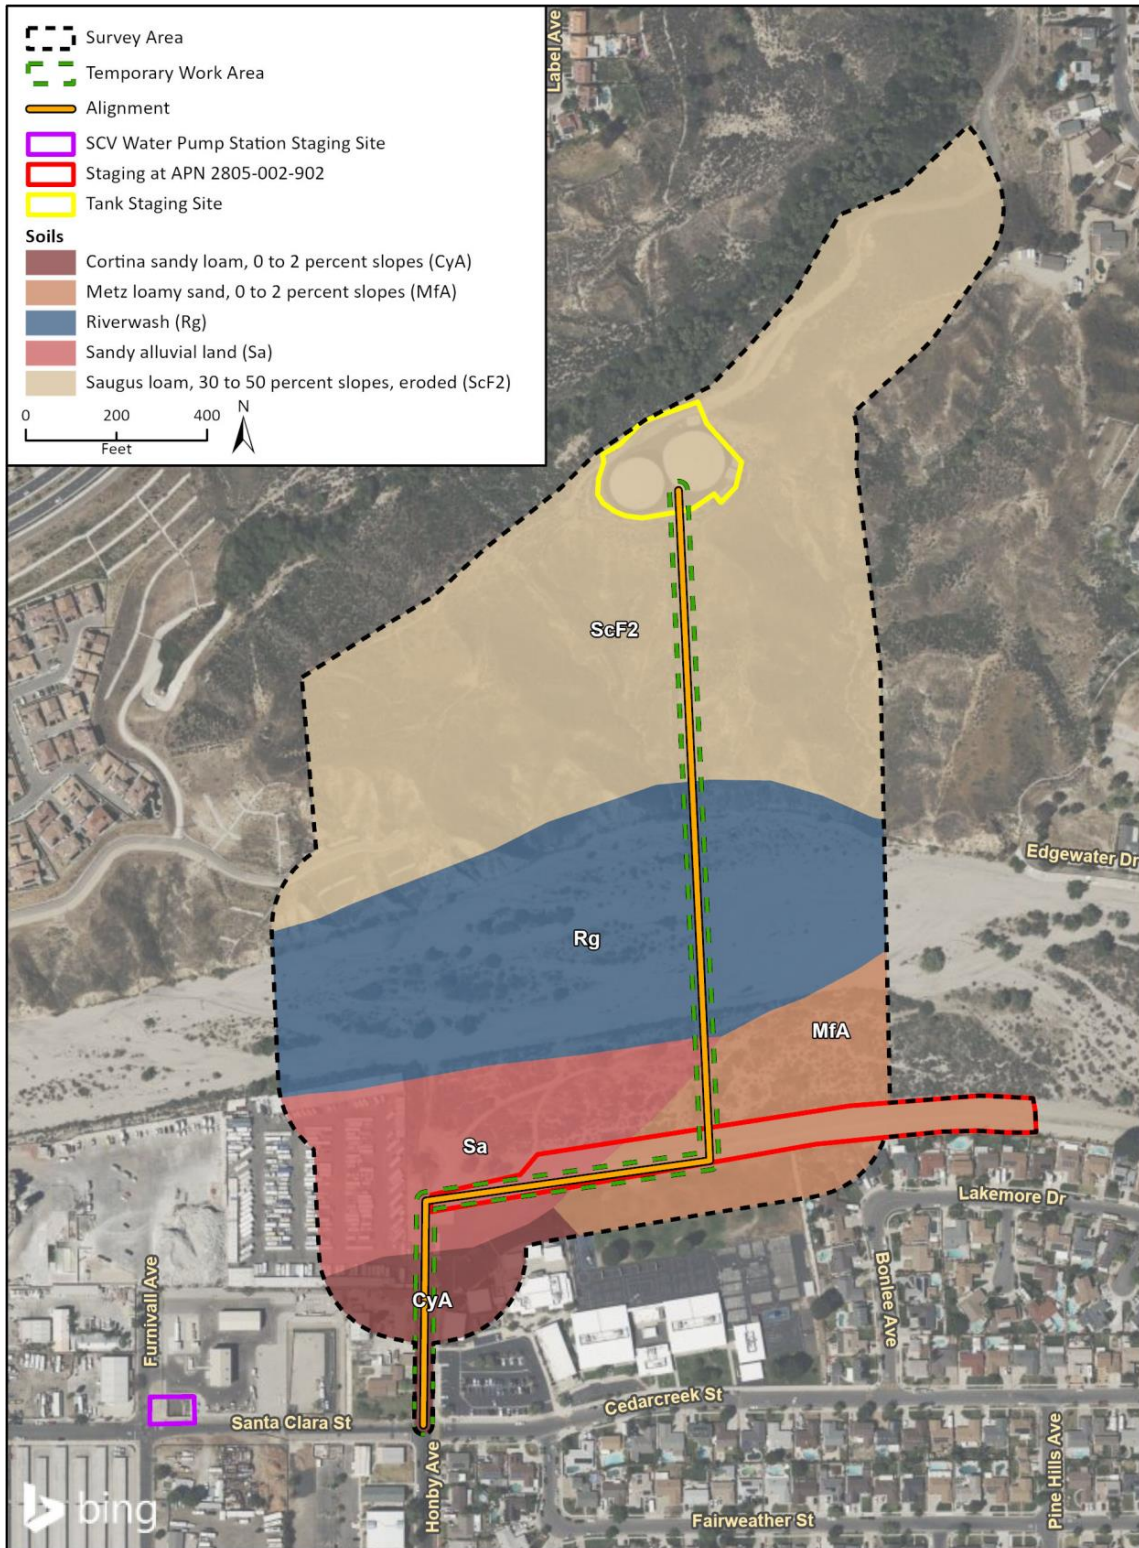 Survey Area
Temporary Work Area
Alignment
SCV Water Pump Station Staging Site
Staging at APN 2805-002-902
Tank Staging Site
Soils
Cortina sandy loam, 0 to 2 percent slopes (CyA)
Metz loamy sand, 0 to 2 percent slopes (MfA)
Riverwash (Rg)
Sandy alluvial land (Sa)
Saugus loam, 30 to 50 percent slopes, eroded (ScF2)
0 200 400
Feet
N
Label Ave
ScF2
Edgewater Dr
Rg
MfA
Sa
Lakemore Dr
Bonlee Ave
CyA
Furnivall Ave
Santa Clara St
Cedarcreek St
Honby Ave
Fairweather St
Pine Hills Ave
bing